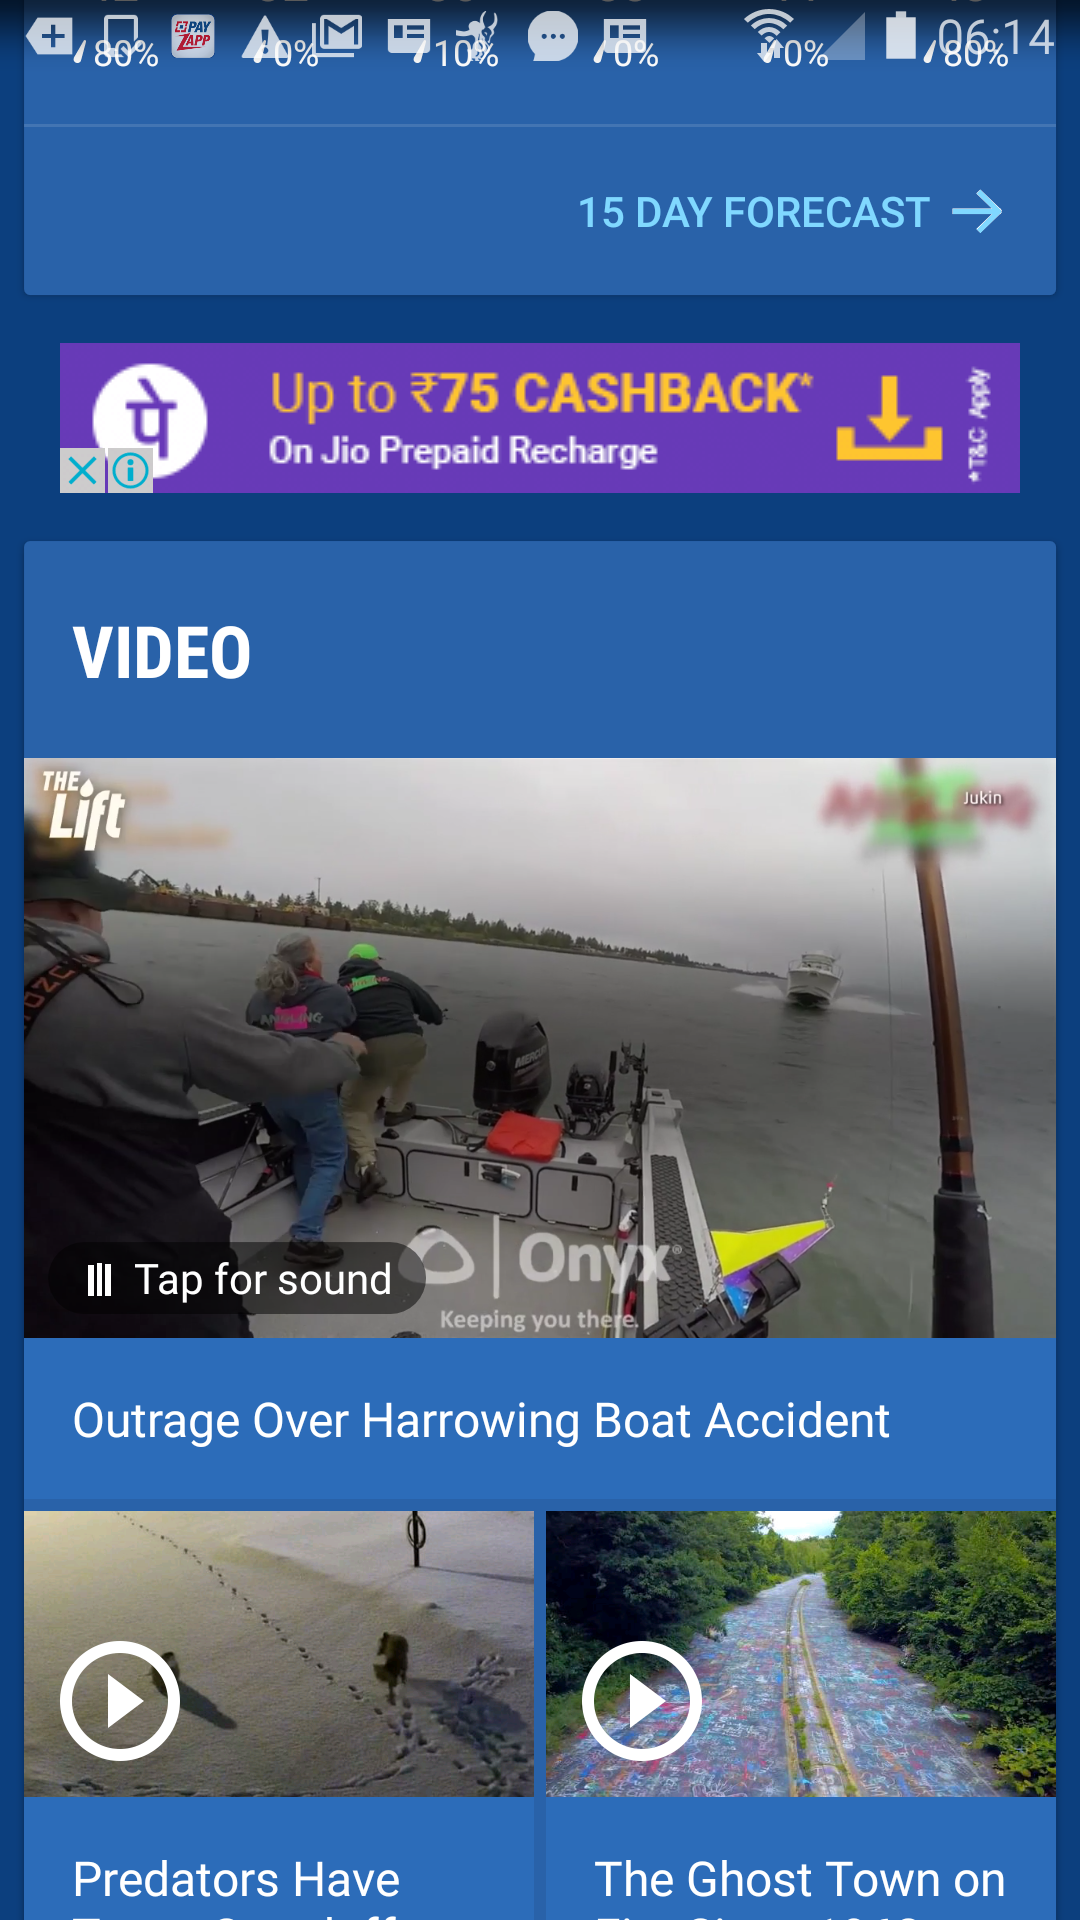 PAY
ZAPP
06:14
80% 0% 10% 0% 0% 80%
15 DAY FORECAST
पे
Up to ₹75 CASHBACK*
On Jio Prepaid Recharge
*T&C Apply
VIDEO
THE
Lift
Jukin
ANGLING
MERCURY
Onyx®
Keeping you there.
Tap for sound
Outrage Over Harrowing Boat Accident
Predators Have
The Ghost Town on